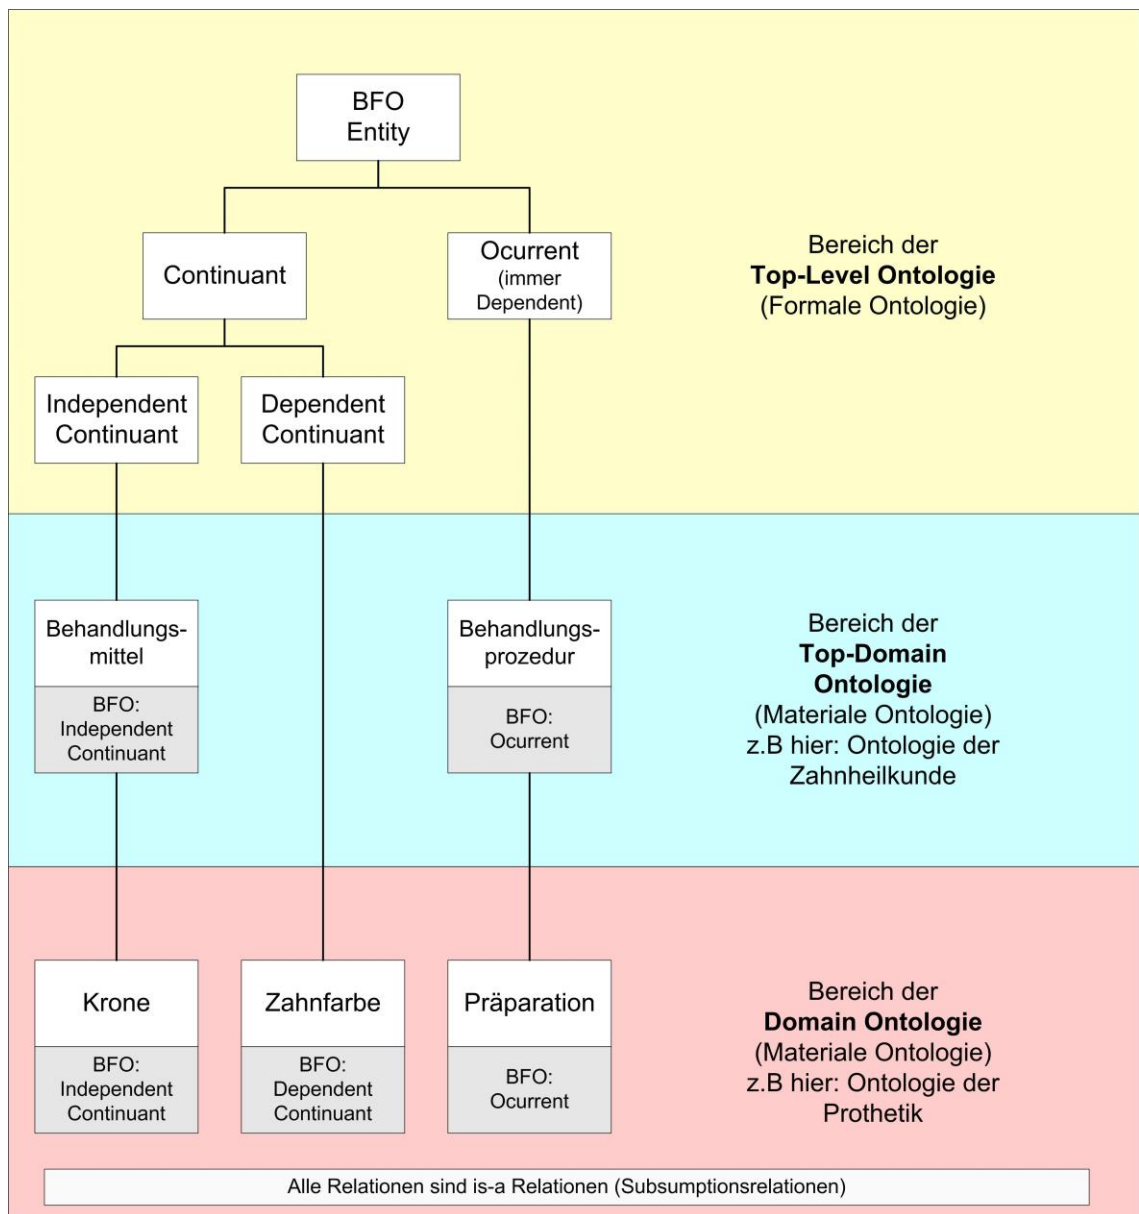 BFO
Entity
Continuant
Ocurrent
(immer
Dependent)
Bereich der
Top-Level Ontologie
(Formale Ontologie)
Independent
Continuant
Dependent
Continuant
Behandlungs-
mittel
BFO:
Independent
Continuant
Behandlungs-
prozedur
BFO:
Ocurrent
Bereich der
Top-Domain
Ontologie
(Materiale Ontologie)
z.B hier: Ontologie der
Zahnheilkunde
Krone
BFO:
Independent
Continuant
Zahnfarbe
BFO:
Dependent
Continuant
Präparation
BFO:
Ocurrent
Bereich der
Domain Ontologie
(Materiale Ontologie)
z.B hier: Ontologie der
Prothetik
Alle Relationen sind is-a Relationen (Subsumptionsrelationen)